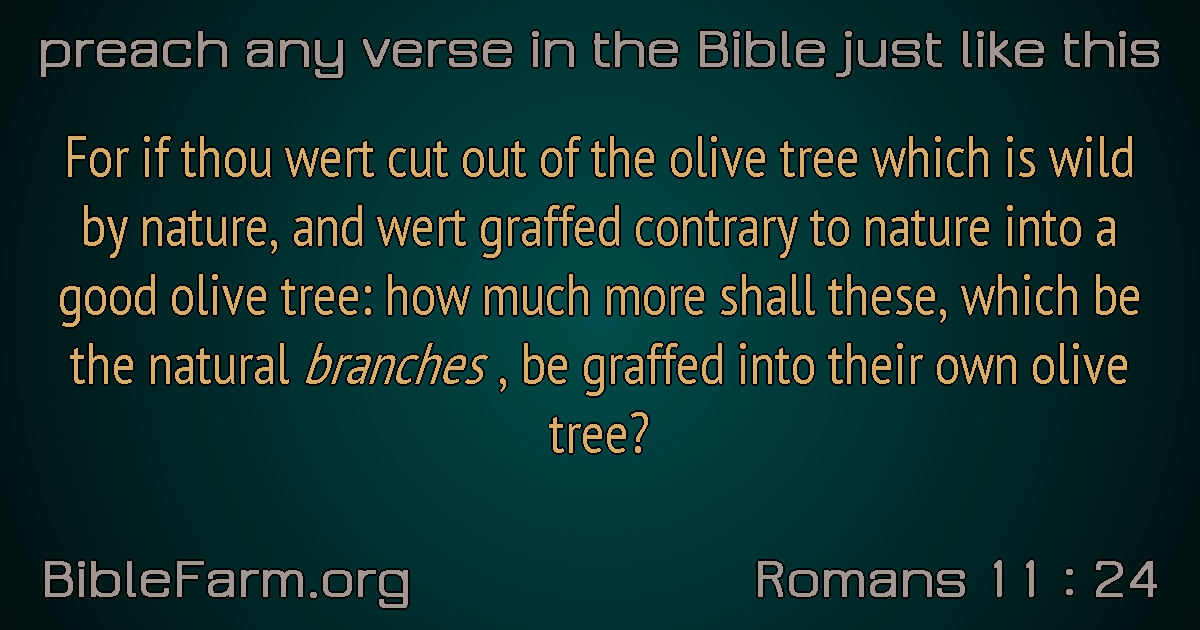 preach any verse in the Bible just like this
For if thou wert cut out of the olive tree which is wild
by nature, and wert graffed contrary to nature into a
good olive tree: how much more shall these, which be
the natural branches , be graffed into their own olive
tree?
BibleFarm.org
Romans 11 : 24